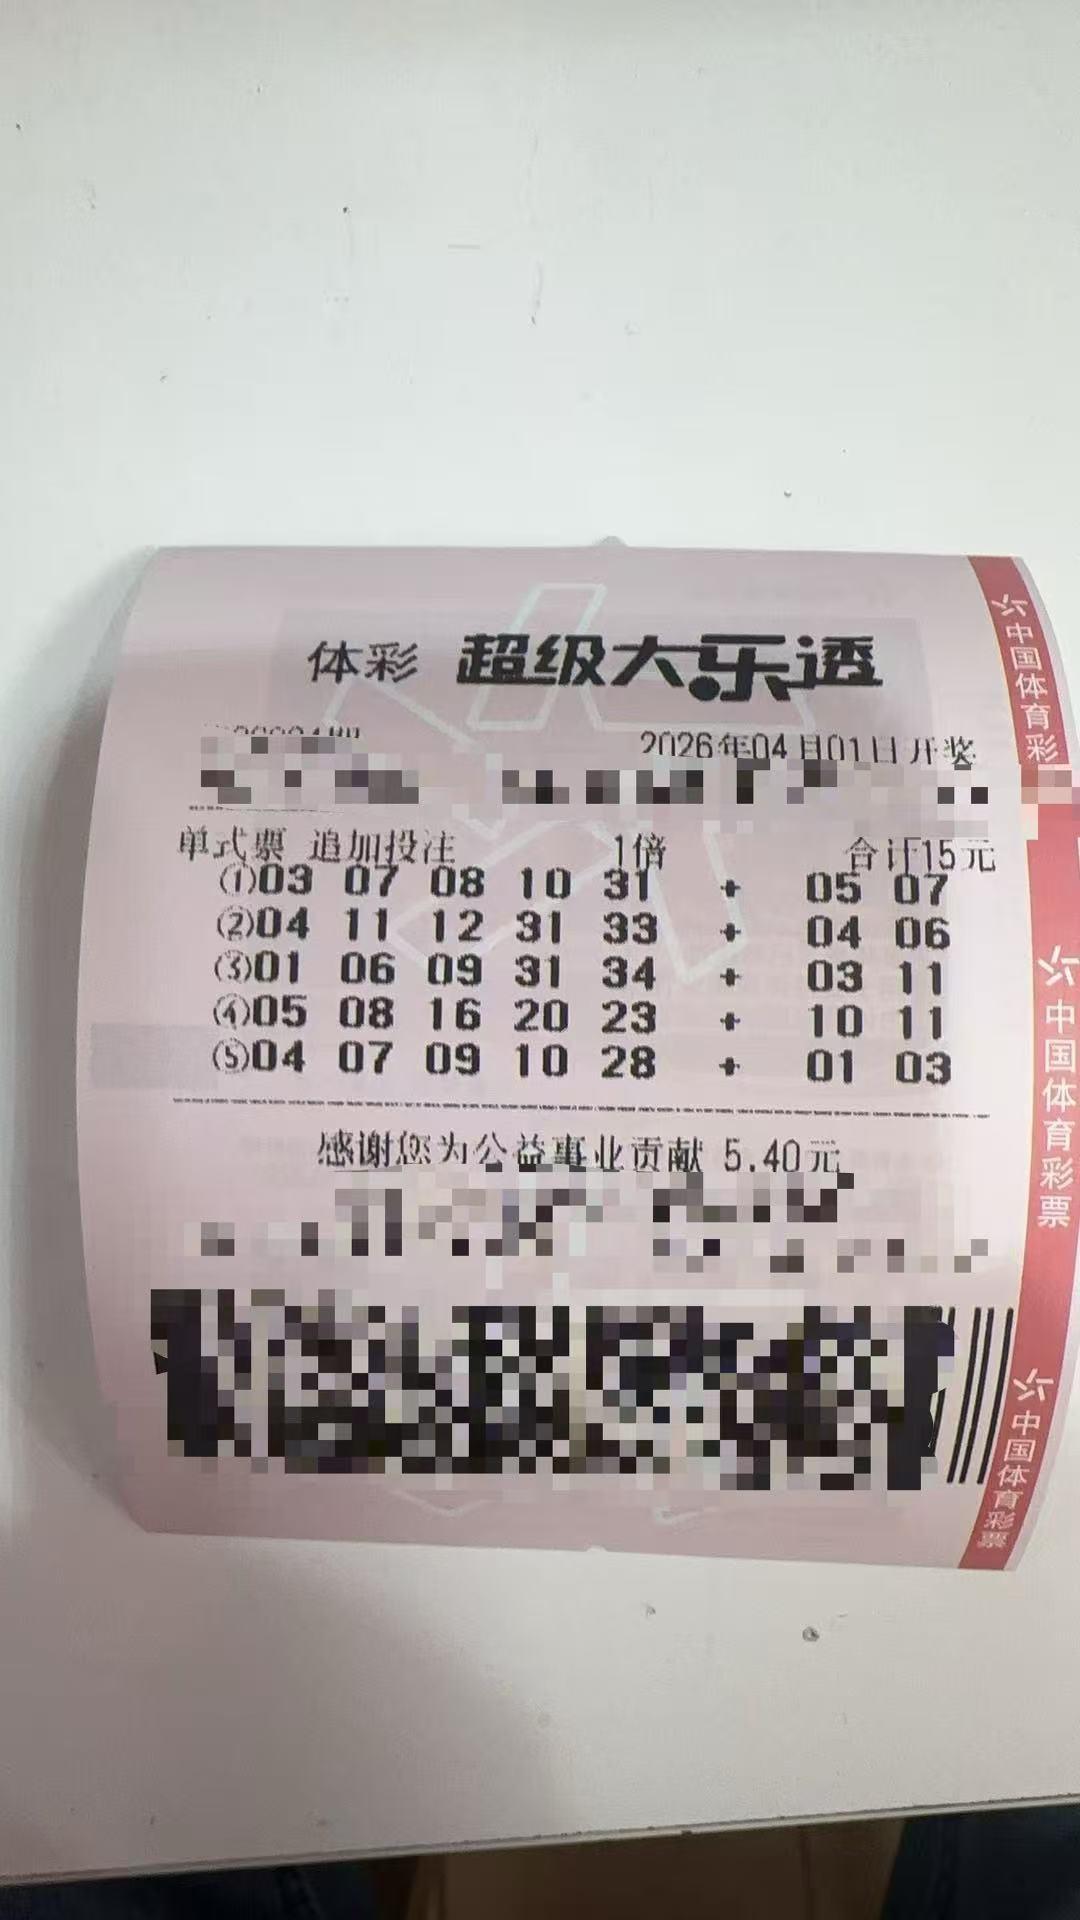 体彩 超级大乐透
2026年04月01日开奖
单式票 追加投注 1倍 合计15元
①03 07 08 10 31 + 05 07
②04 11 12 31 33 + 04 06
③01 06 09 31 34 + 03 11
④05 08 16 20 23 + 10 11
⑤04 07 09 10 28 + 01 03
感谢您为公益事业贡献 5.40元
中国体育彩
中国体育彩票
中国体育彩票